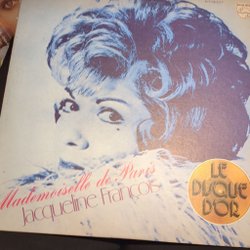 Mademoiselle de Paris
Jacqueline François
LE
DISQUE
D'OR